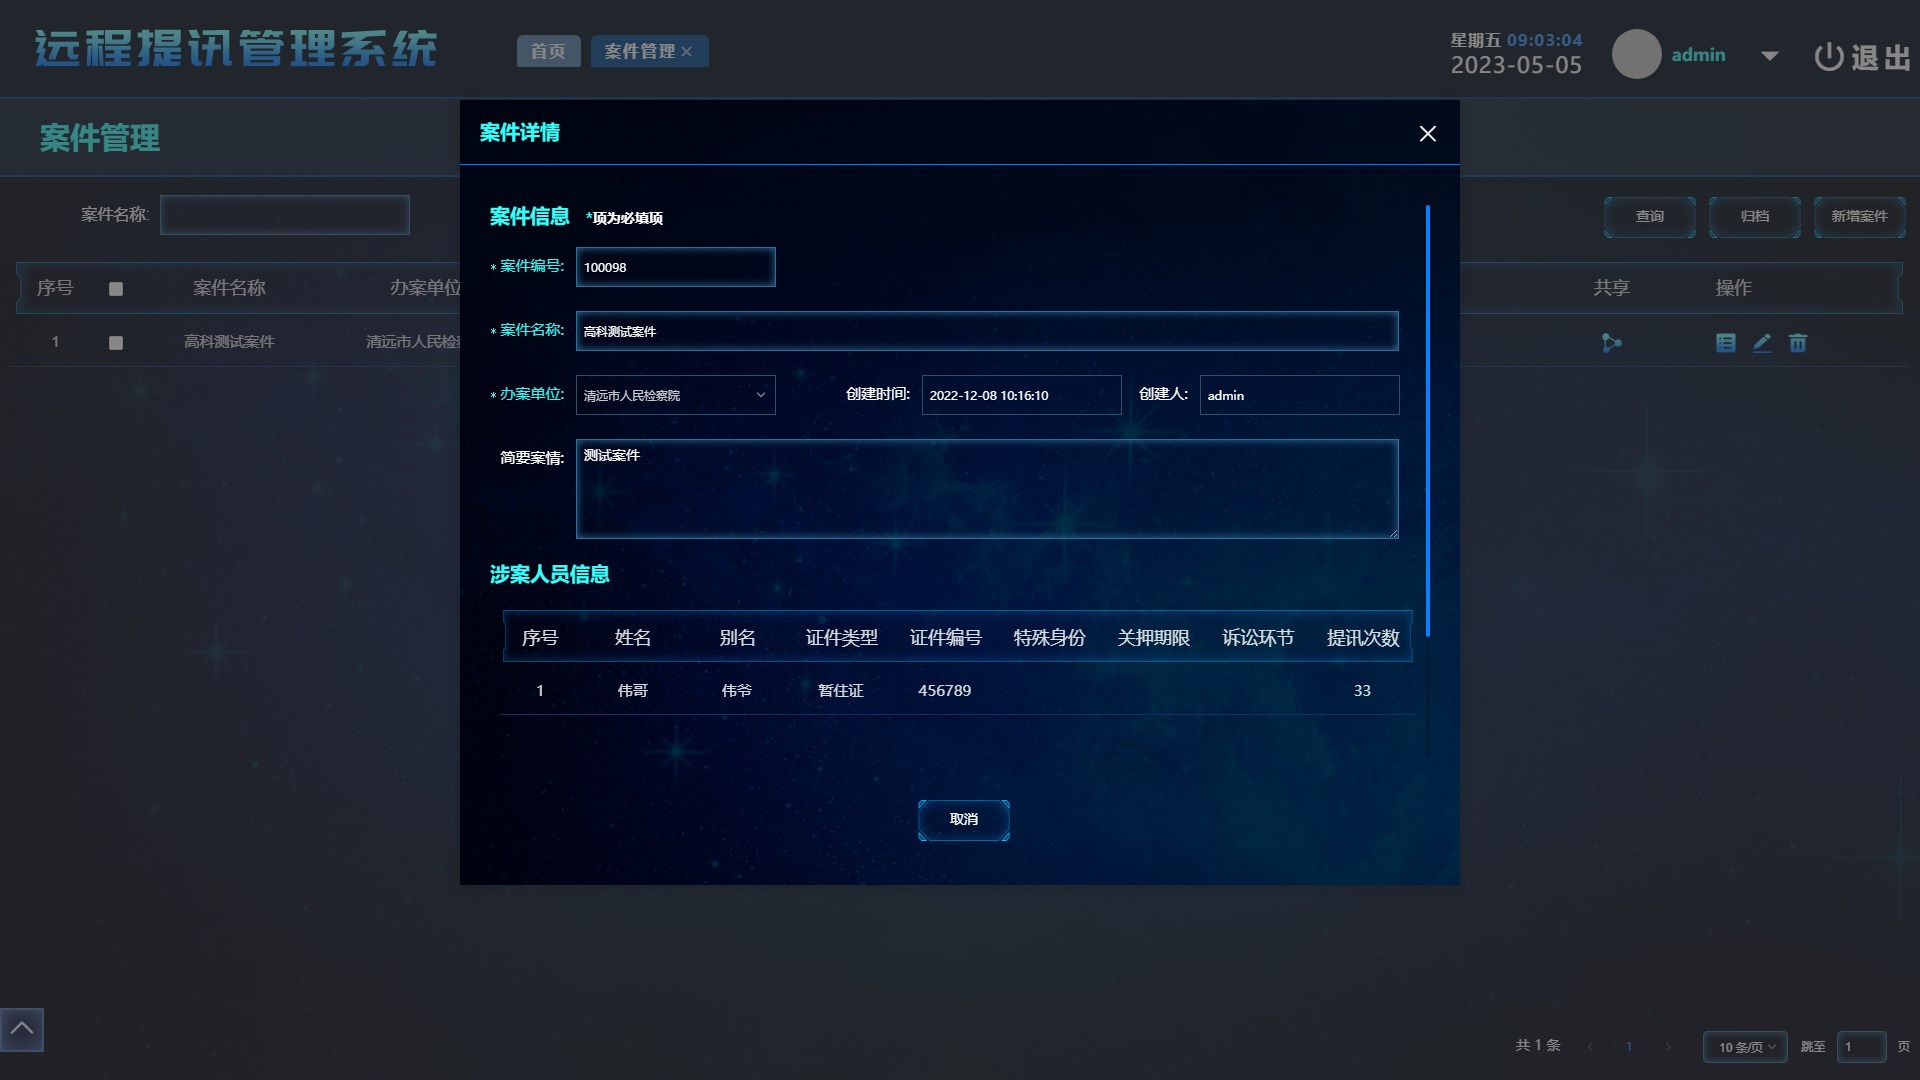 远程提讯管理系统
首页
案件管理 ×
星期五 09:03:04
2023-05-05
admin
退出
案件管理
案件名称:
查询
归档
新增案件
序号 案件名称 办案单位 共享 操作
1 高科测试案件 清远市人民检
案件详情
案件信息 *项为必填项
* 案件编号: 100098
* 案件名称: 高科测试案件
* 办案单位: 清远市人民检察院 创建时间: 2022-12-08 10:16:10 创建人: admin
简要案情: 测试案件
涉案人员信息
序号 姓名 别名 证件类型 证件编号 特殊身份 关押期限 诉讼环节 提讯次数
1 伟哥 伟爷 暂住证 456789 33
取消
共 1 条 < 1 > 10 条/页 跳至 1 页